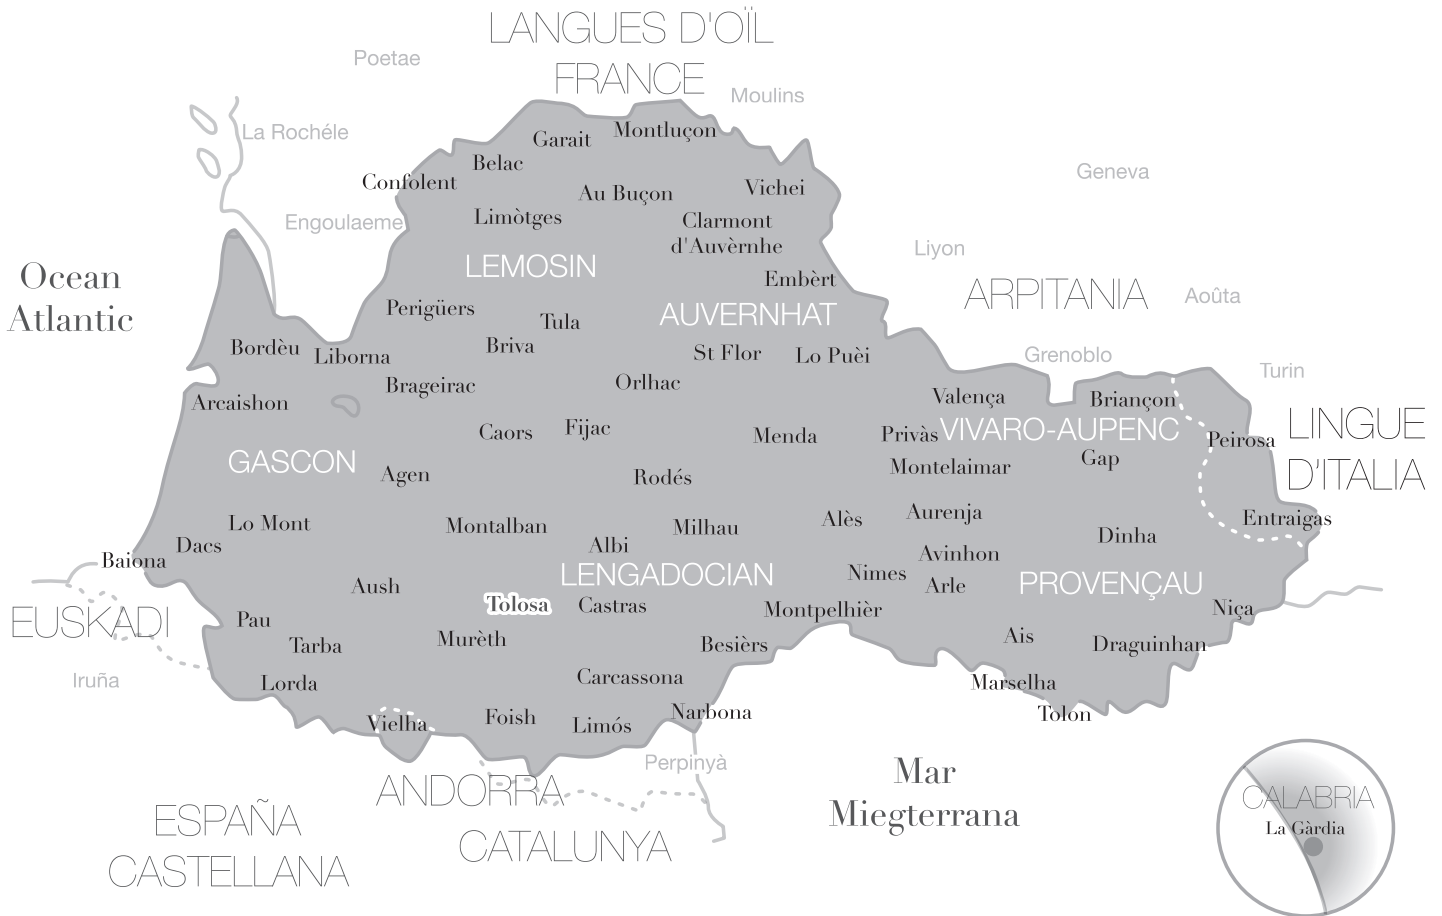 LANGUES D'OÏL
FRANCE
Poetae
Moulins
La Rochéle
Garait
Montluçon
Belac
Confolent
Au Buçon
Vichei
Geneva
Engoulaeme
Limòtges
Clarmont
d'Auvèrnhe
Liyon
Ocean
Atlantic
LEMOSIN
Embèrt
ARPITANIA
Aoûta
Perigüers
Tula
AUVERNHAT
Bordèu
Liborna
Briva
St Flor
Lo Puèi
Grenoblo
Turin
Brageirac
Orlhac
Valença
Briançon
Arcaishon
Caors
Fijac
Menda
Privàs
VIVARO-AUPENC
Peirosa
LINGUE
D'ITALIA
GASCON
Agen
Rodés
Montelaimar
Gap
Lo Mont
Montalban
Milhau
Alès
Aurenja
Entraigas
Dacs
Albi
Dinha
Baiona
Avinhon
Aush
LENGADOCIAN
Nimes
Arle
PROVENÇAU
EUSKADI
Tolosa
Castras
Montpelhièr
Niça
Pau
Tarba
Murèth
Besièrs
Ais
Draguinhan
Iruña
Lorda
Carcassona
Marselha
Vielha
Foish
Limós
Narbona
Tolon
Perpinyà
Mar
Miegterrana
ANDORRA
ESPAÑA
CASTELLANA
CATALUNYA
CALABRIA
La Gàrdia